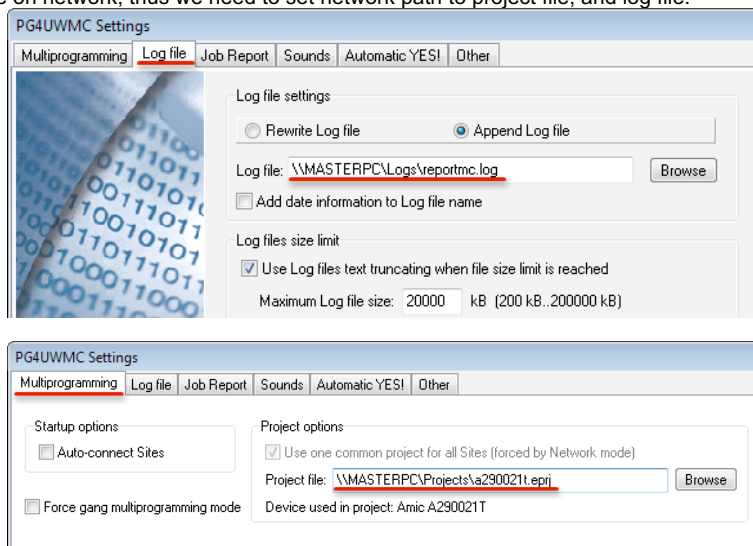 on network, thus we need to set network path to project file, and log file.
PG4UWMC Settings
Multiprogramming Log file Job Report Sounds Automatic YES! Other
Log file settings
Rewrite Log file Append Log file
Log file: \\MASTERPC\Logs\reportmc.log Browse
Add date information to Log file name
Log files size limit
Use Log files text truncating when file size limit is reached
Maximum Log file size: 20000 kB (200 kB..200000 kB)
PG4UWMC Settings
Multiprogramming Log file Job Report Sounds Automatic YES! Other
Startup options Project options
Auto-connect Sites Use one common project for all Sites (forced by Network mode)
Project file: \\MASTERPC\Projects\a290021t.eprj Browse
Force gang multiprogramming mode Device used in project: Amic A290021T